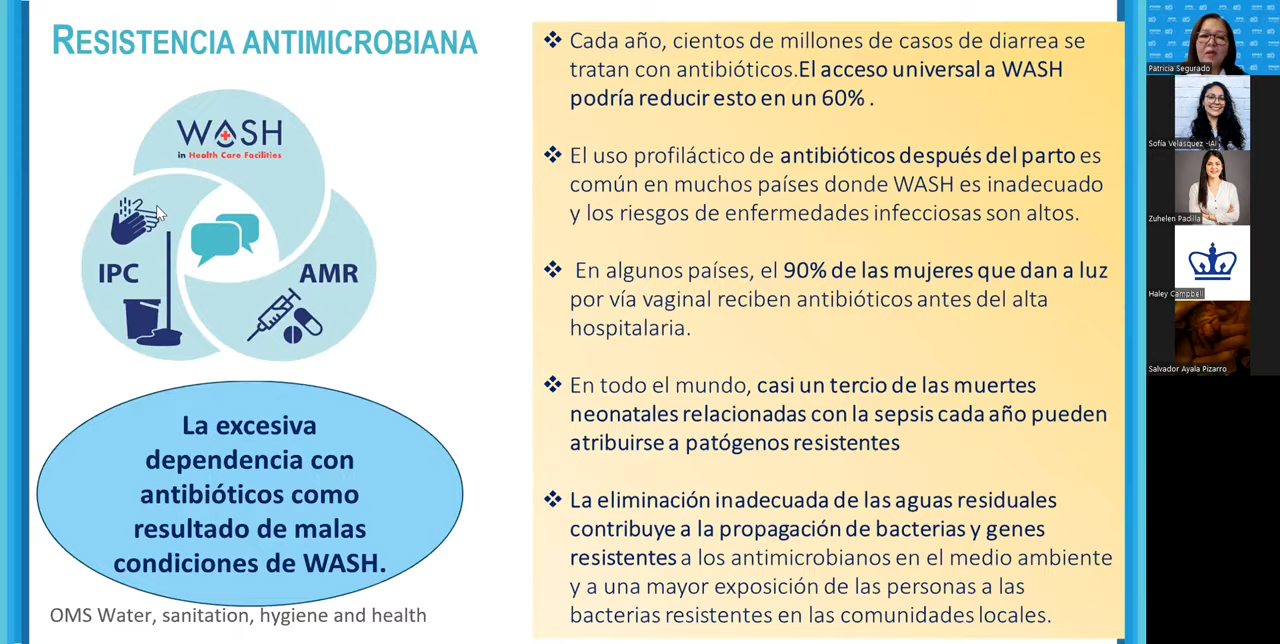 RESISTENCIA ANTIMICROBIANA
WASH
in Health Care Facilities
IPC
AMR
La excesiva
dependencia con
antibióticos como
resultado de malas
condiciones de WASH.
OMS Water, sanitation, hygiene and health
❖ Cada año, cientos de millones de casos de diarrea se
tratan con antibióticos.El acceso universal a WASH
podría reducir esto en un 60% .
❖ El uso profiláctico de antibióticos después del parto es
común en muchos países donde WASH es inadecuado
y los riesgos de enfermedades infecciosas son altos.
❖ En algunos países, el 90% de las mujeres que dan a luz
por vía vaginal reciben antibióticos antes del alta
hospitalaria.
❖ En todo el mundo, casi un tercio de las muertes
neonatales relacionadas con la sepsis cada año pueden
atribuirse a patógenos resistentes
❖ La eliminación inadecuada de las aguas residuales
contribuye a la propagación de bacterias y genes
resistentes a los antimicrobianos en el medio ambiente
y a una mayor exposición de las personas a las
bacterias resistentes en las comunidades locales.
Patricia Segurado
Sofía Velásquez -IAI
Zuhelen Padilla
Haley Campbell
Salvador Ayala Pizarro